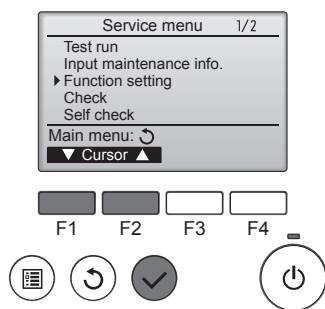 Service menu 1/2
Test run
Input maintenance info.
Function setting
Check
Self check
Main menu:
▼ Cursor ▲
F1 F2 F3 F4